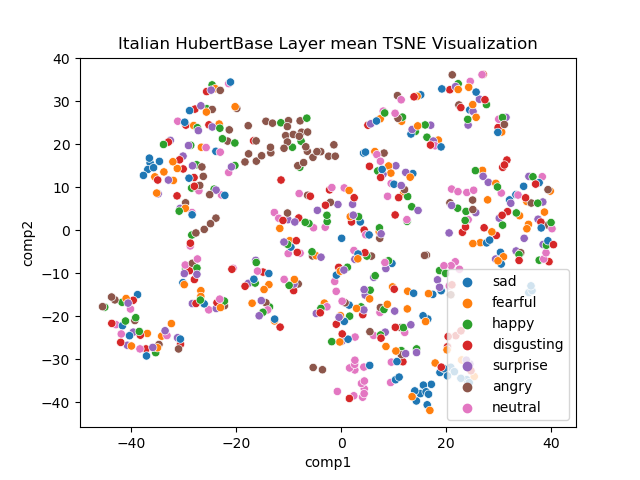 Italian HubertBase Layer mean TSNE Visualization
40
30
20
10
0
−10
−20
−30
−40
comp2
sad
fearful
happy
disgusting
surprise
angry
neutral
−40 −20 0 20 40
comp1